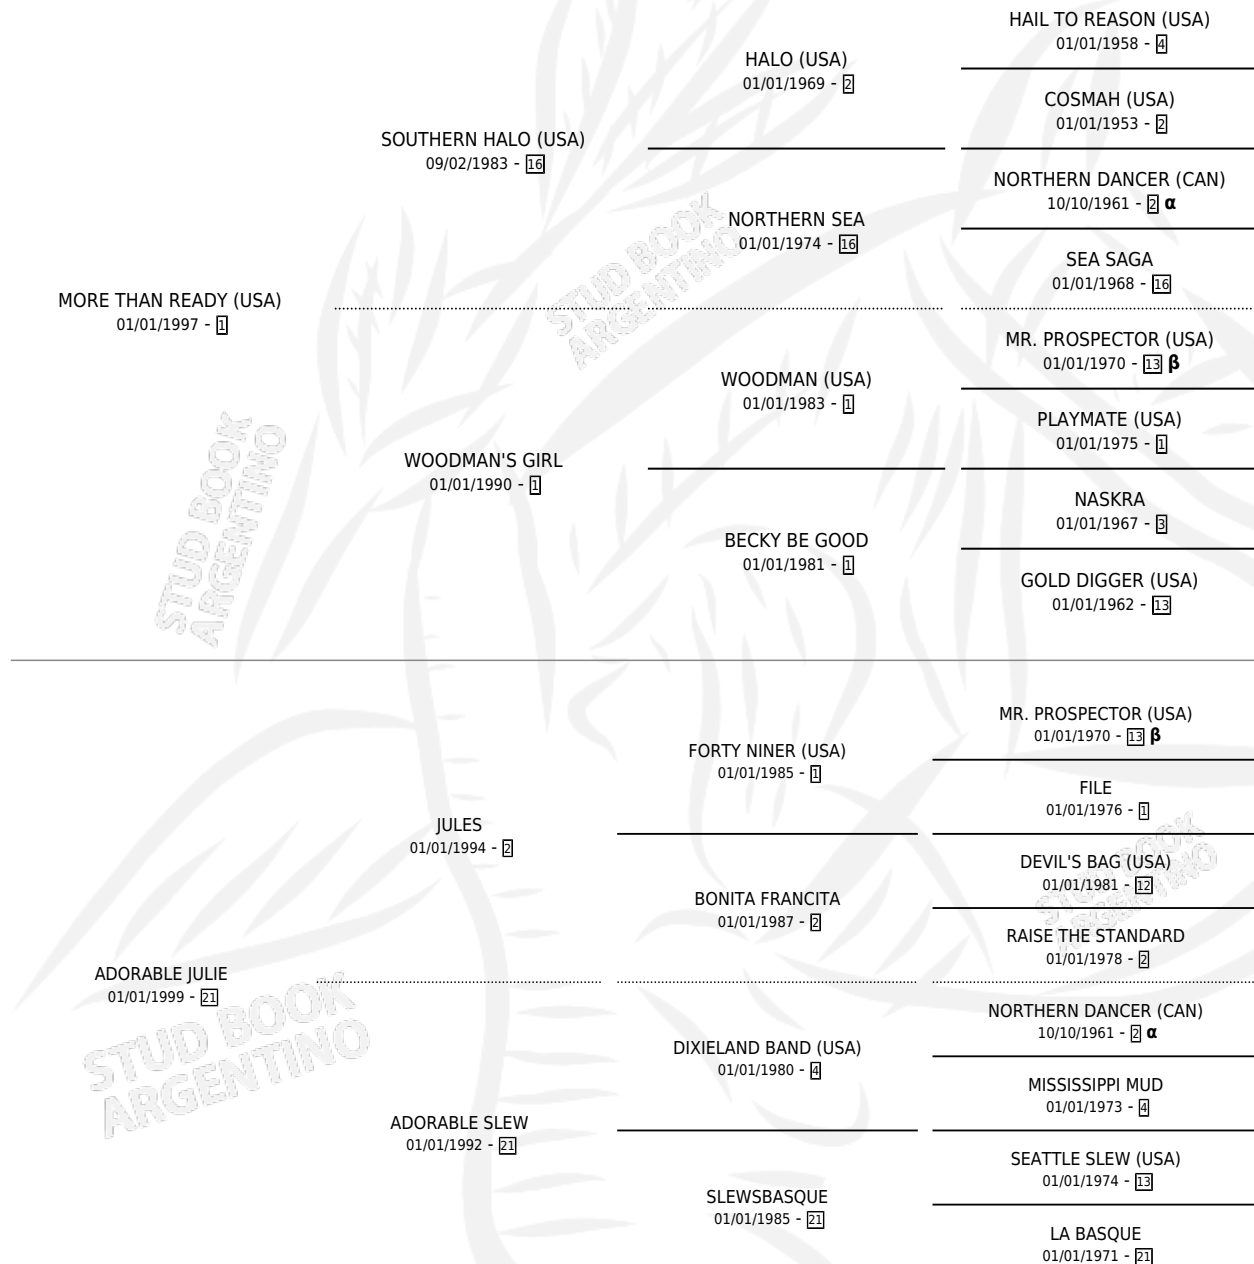 HAIL TO REASON (USA)
01/01/1958 - 4
HALO (USA)
01/01/1969 - 2
COSMAH (USA)
01/01/1953 - 2
SOUTHERN HALO (USA)
09/02/1983 - 16
NORTHERN DANCER (CAN)
10/10/1961 - 2 α
NORTHERN SEA
01/01/1974 - 16
SEA SAGA
01/01/1968 - 16
MORE THAN READY (USA)
01/01/1997 - 1
MR. PROSPECTOR (USA)
01/01/1970 - 13 β
WOODMAN (USA)
01/01/1983 - 1
PLAYMATE (USA)
01/01/1975 - 1
WOODMAN'S GIRL
01/01/1990 - 1
NASKRA
01/01/1967 - 3
BECKY BE GOOD
01/01/1981 - 1
GOLD DIGGER (USA)
01/01/1962 - 13
MR. PROSPECTOR (USA)
01/01/1970 - 13 β
FORTY NINER (USA)
01/01/1985 - 1
FILE
01/01/1976 - 1
JULES
01/01/1994 - 2
DEVIL'S BAG (USA)
01/01/1981 - 12
BONITA FRANCITA
01/01/1987 - 2
RAISE THE STANDARD
01/01/1978 - 2
ADORABLE JULIE
01/01/1999 - 21
NORTHERN DANCER (CAN)
10/10/1961 - 2 α
DIXIELAND BAND (USA)
01/01/1980 - 4
MISSISSIPPI MUD
01/01/1973 - 4
ADORABLE SLEW
01/01/1992 - 21
SEATTLE SLEW (USA)
01/01/1974 - 13
SLEWSBASQUE
01/01/1985 - 21
LA BASQUE
01/01/1971 - 21
STUD BOOK
ARGENTINO
STUD BOOK
ARGENTINO
STUD BOOK
ARGENTINO
STUD BOOK
ARGENTINO